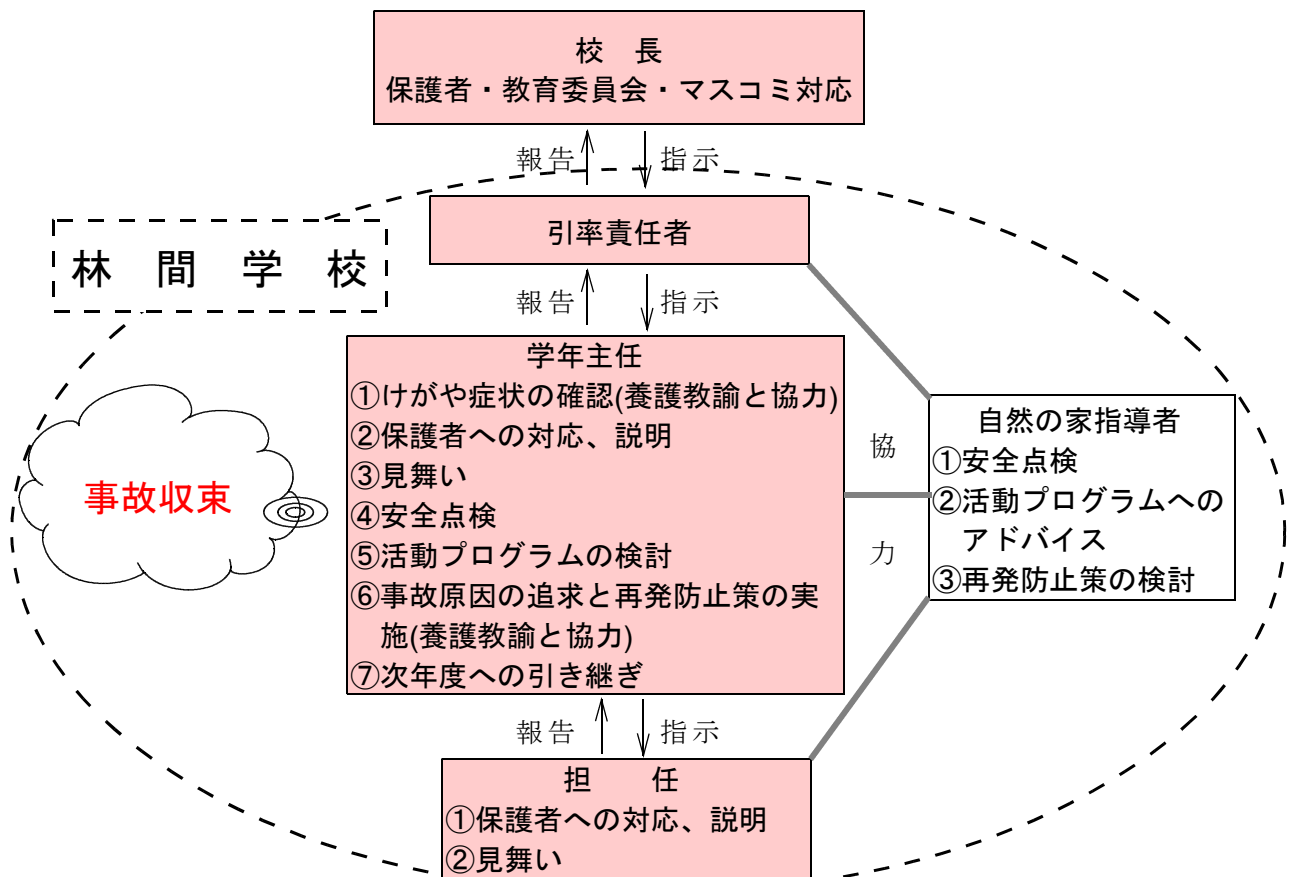 校　長
保護者・教育委員会・マスコミ対応
報告
指示
引率責任者
林　間　学　校
報告
指示
学年主任
①けがや症状の確認(養護教諭と協力)
②保護者への対応、説明
③見舞い
④安全点検
⑤活動プログラムの検討
⑥事故原因の追求と再発防止策の実
施(養護教諭と協力)
⑦次年度への引き継ぎ
事故収束
協
力
自然の家指導者
①安全点検
②活動プログラムへの
アドバイス
③再発防止策の検討
報告
指示
担　任
①保護者への対応、説明
②見舞い